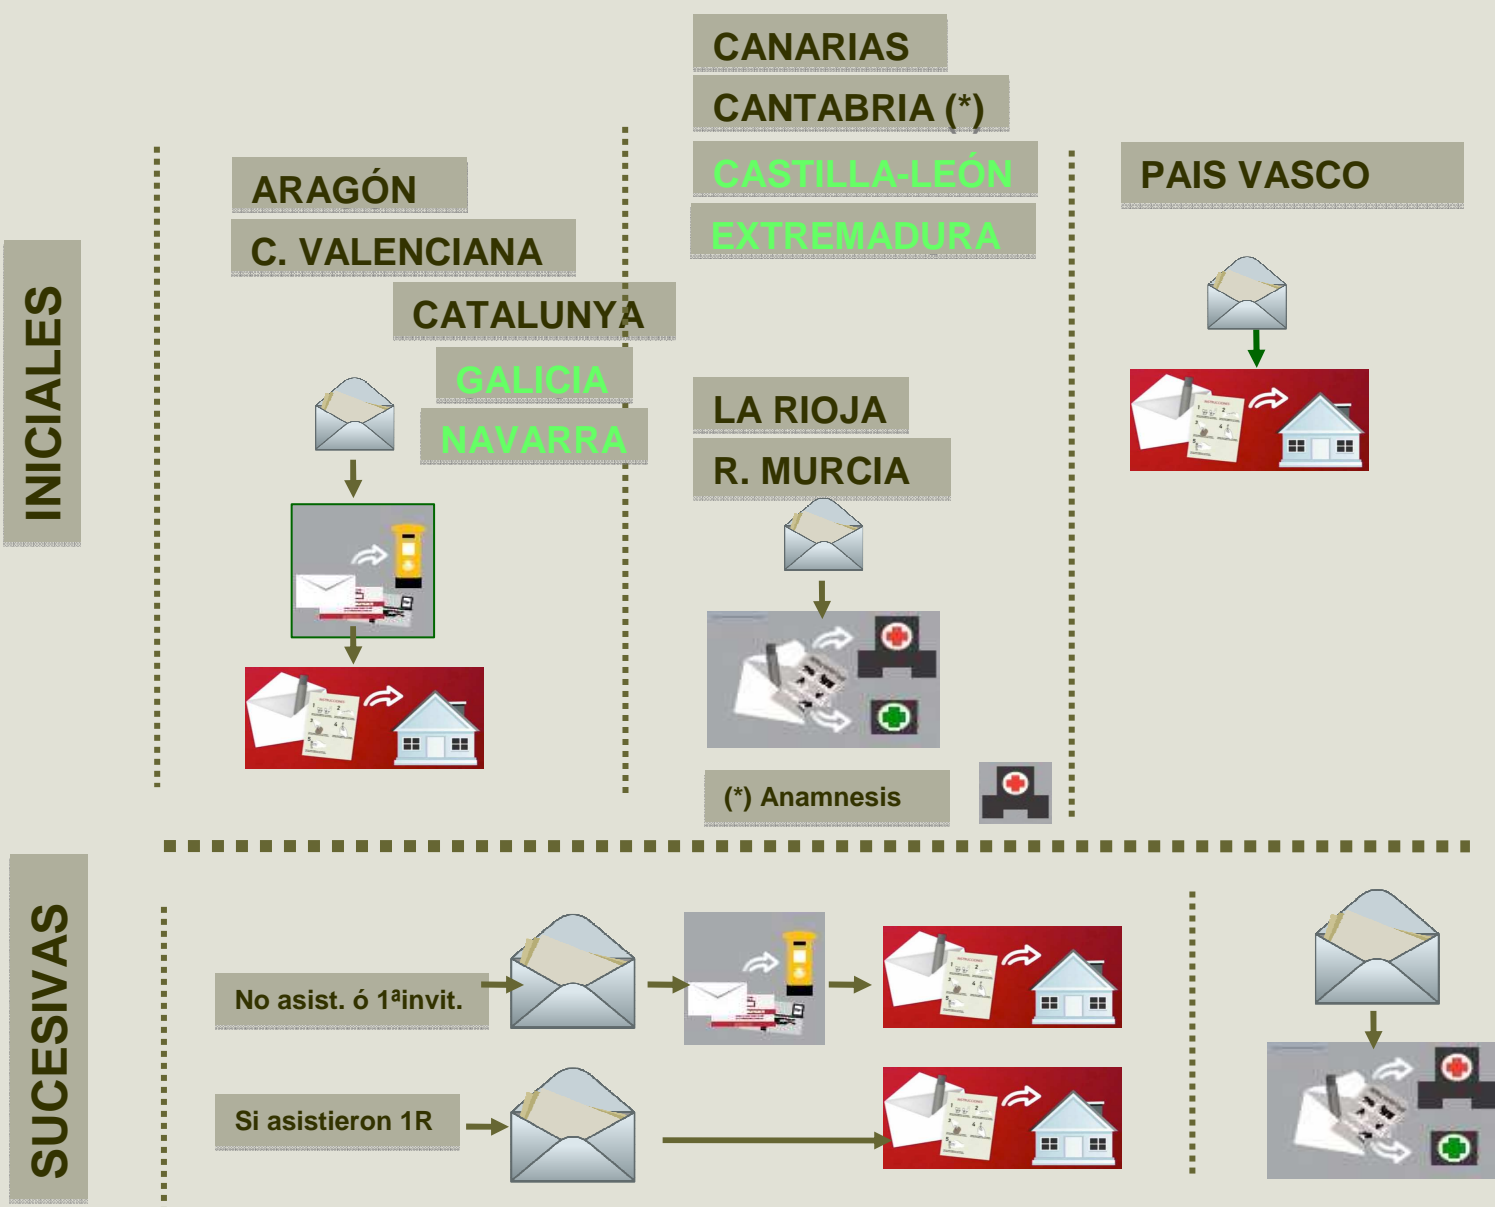 INICIALES
ARAGÓN
C. VALENCIANA
CATALUNYA
GALICIA
NAVARRA
CANARIAS
CANTABRIA (*)
CASTILLA-LEÓN
EXTREMADURA
LA RIOJA
R. MURCIA
(*) Anamnesis
PAIS VASCO
SUCESIVAS
No asist. ó 1ªinvit.
Si asistieron 1R